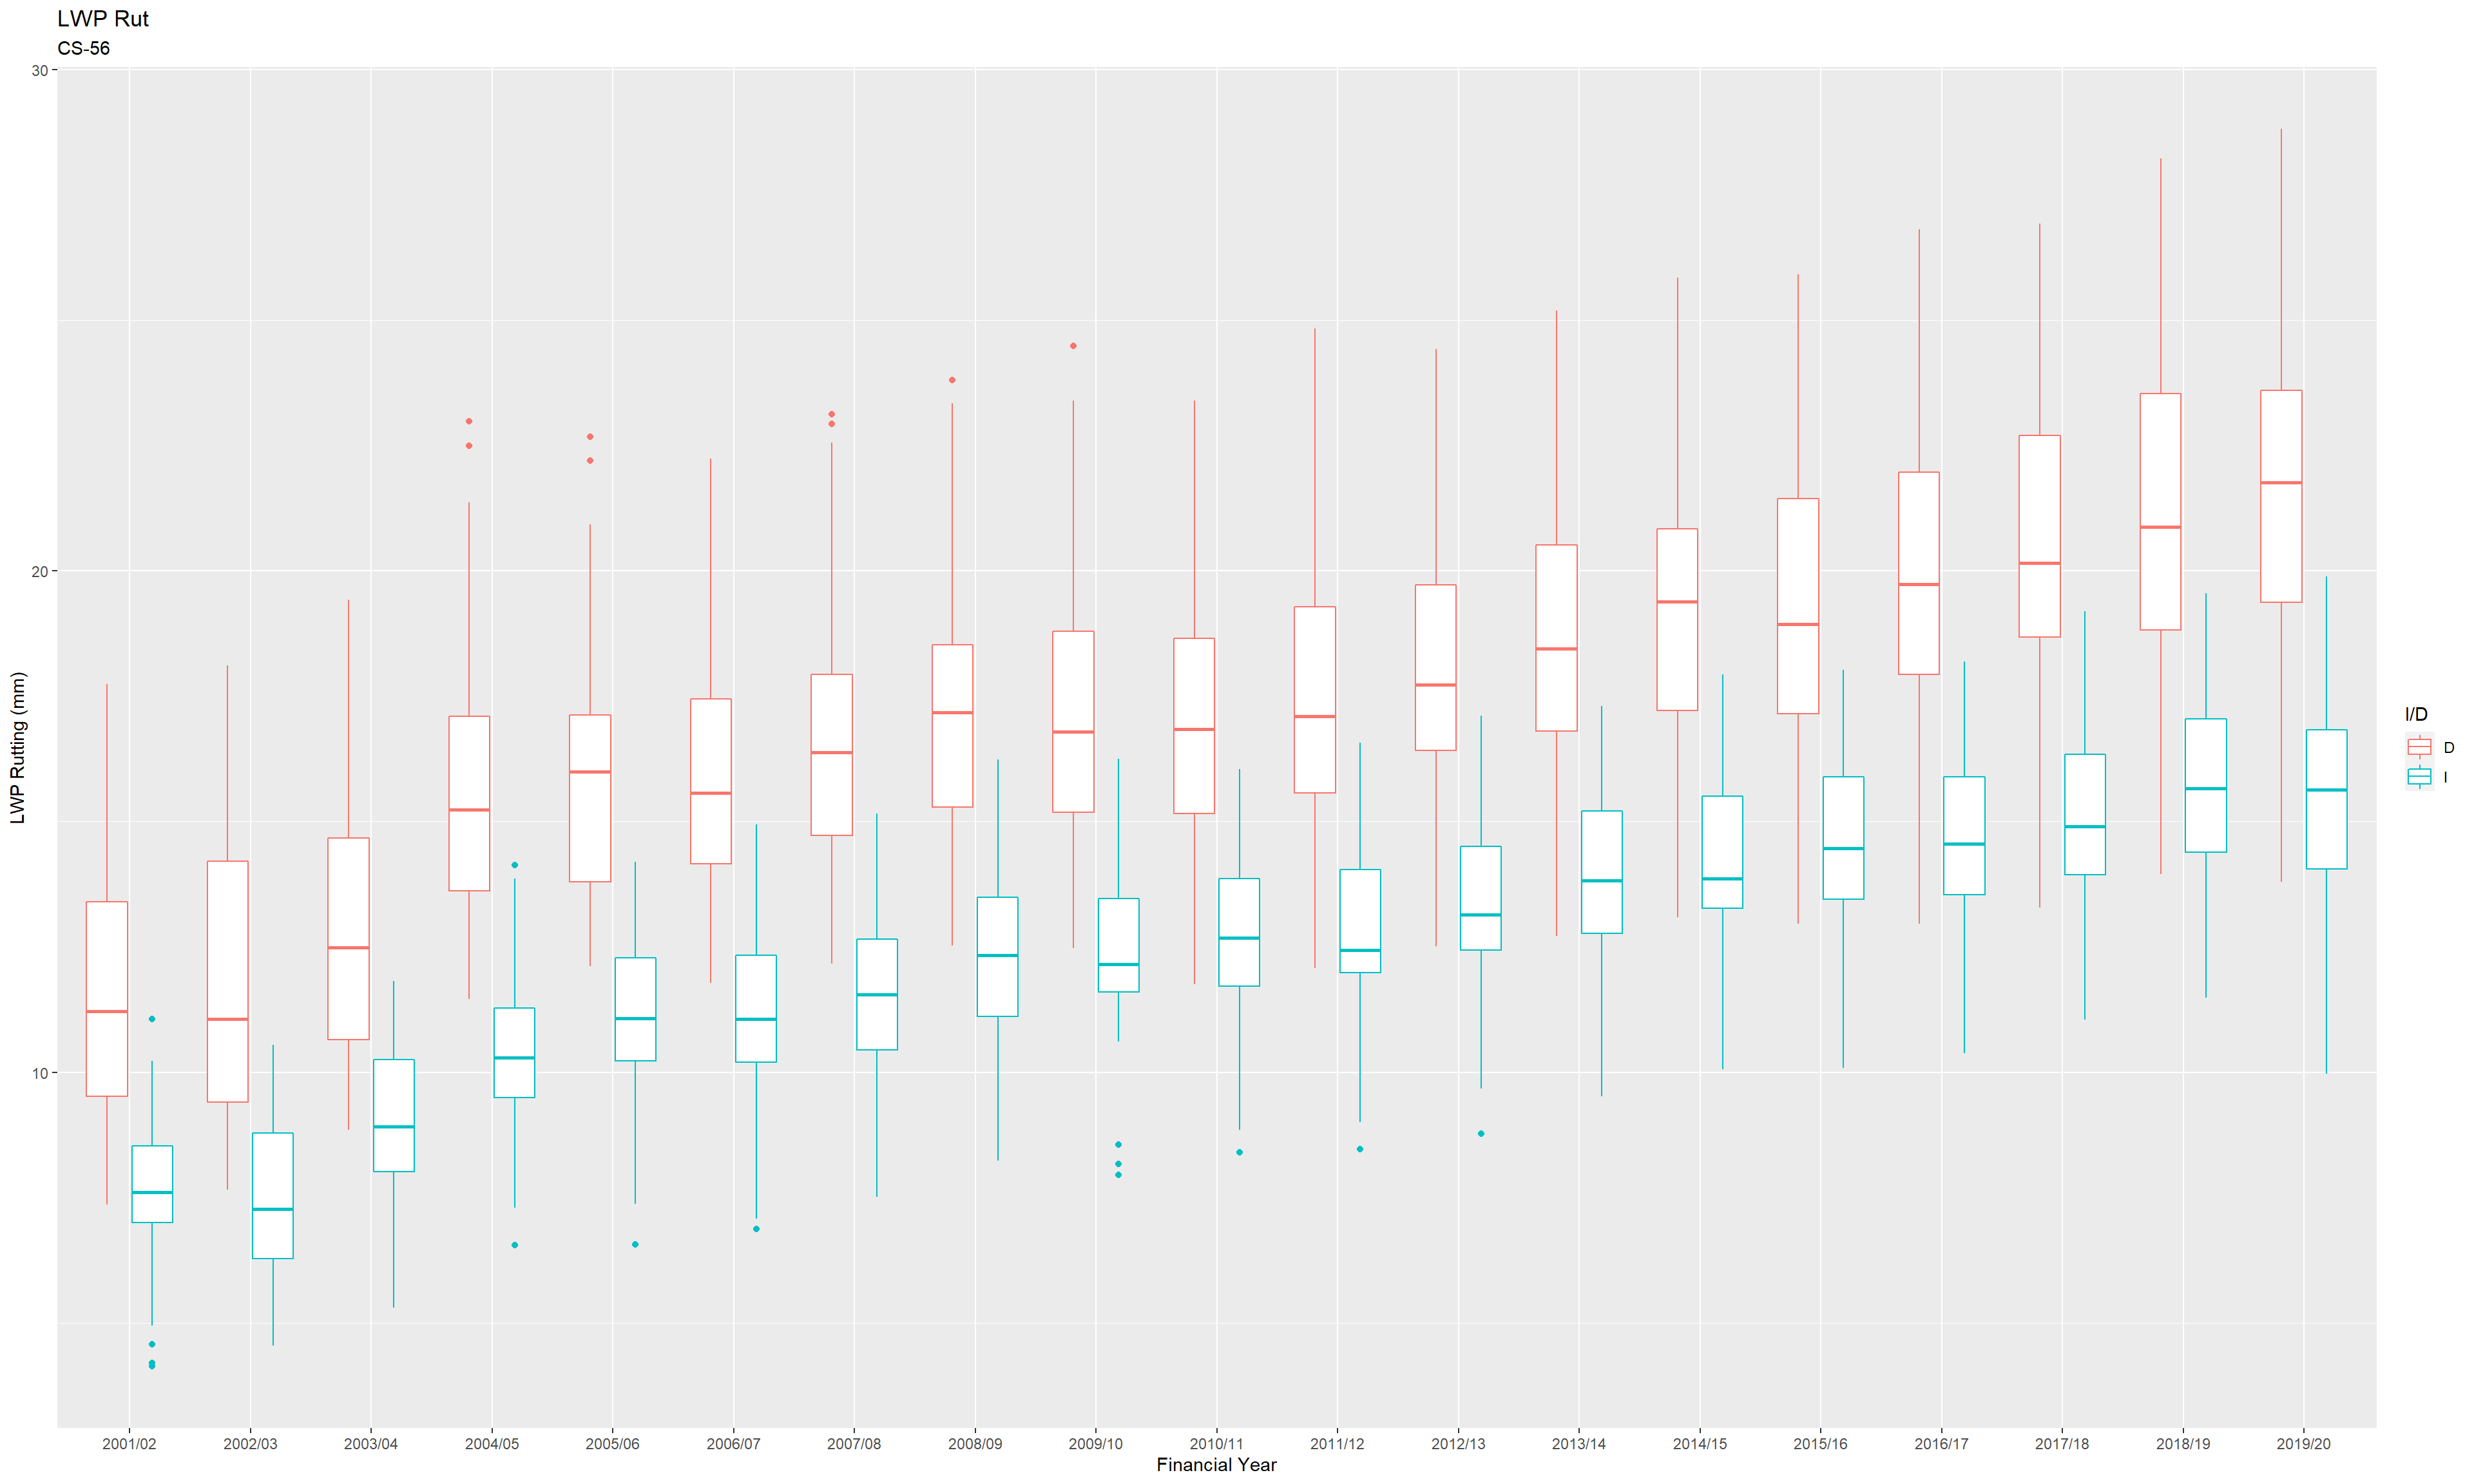 LWP Rut
CS-56
30
20
10
LWP Rutting (mm)
2001/02 2002/03 2003/04 2004/05 2005/06 2006/07 2007/08 2008/09 2009/10 2010/11 2011/12 2012/13 2013/14 2014/15 2015/16 2016/17 2017/18 2018/19 2019/20
Financial Year
I/D
D
I